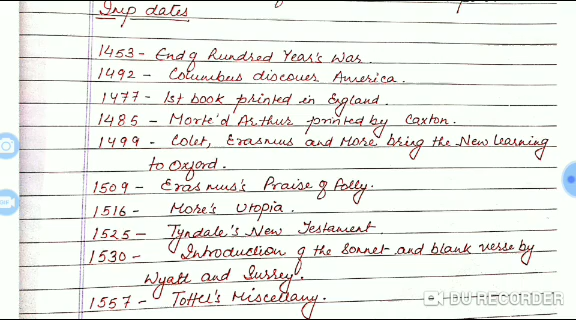 Imp dates
1453 - End of Hundred Year's War.
1492 - Columbus discover America.
1477 - 1st book printed in England.
1485 - Morte'd Arthur printed by Caxton.
1499 - Colet, Erasmus and More bring the New learning
to Oxford.
1509 - Erasmus's Praise of Folly.
1516 - More's Utopia.
1525 - Tyndale's New Testament.
1530 - Introduction of the Sonnet and blank verse by
Wyatt and Surrey.
1557 - Tottel's Miscellany.
DU RECORDER